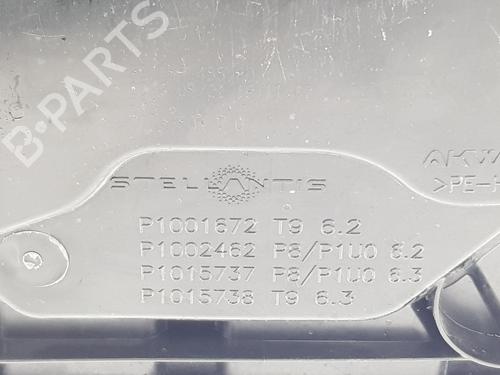 B-PARTS
STELLANTIS
AKW
>PE-
P1001672 T9 6.2
P1002462 P8/P1U0 6.2
P1015737 P8/P1U0 6.3
P1015738 T9 6.3